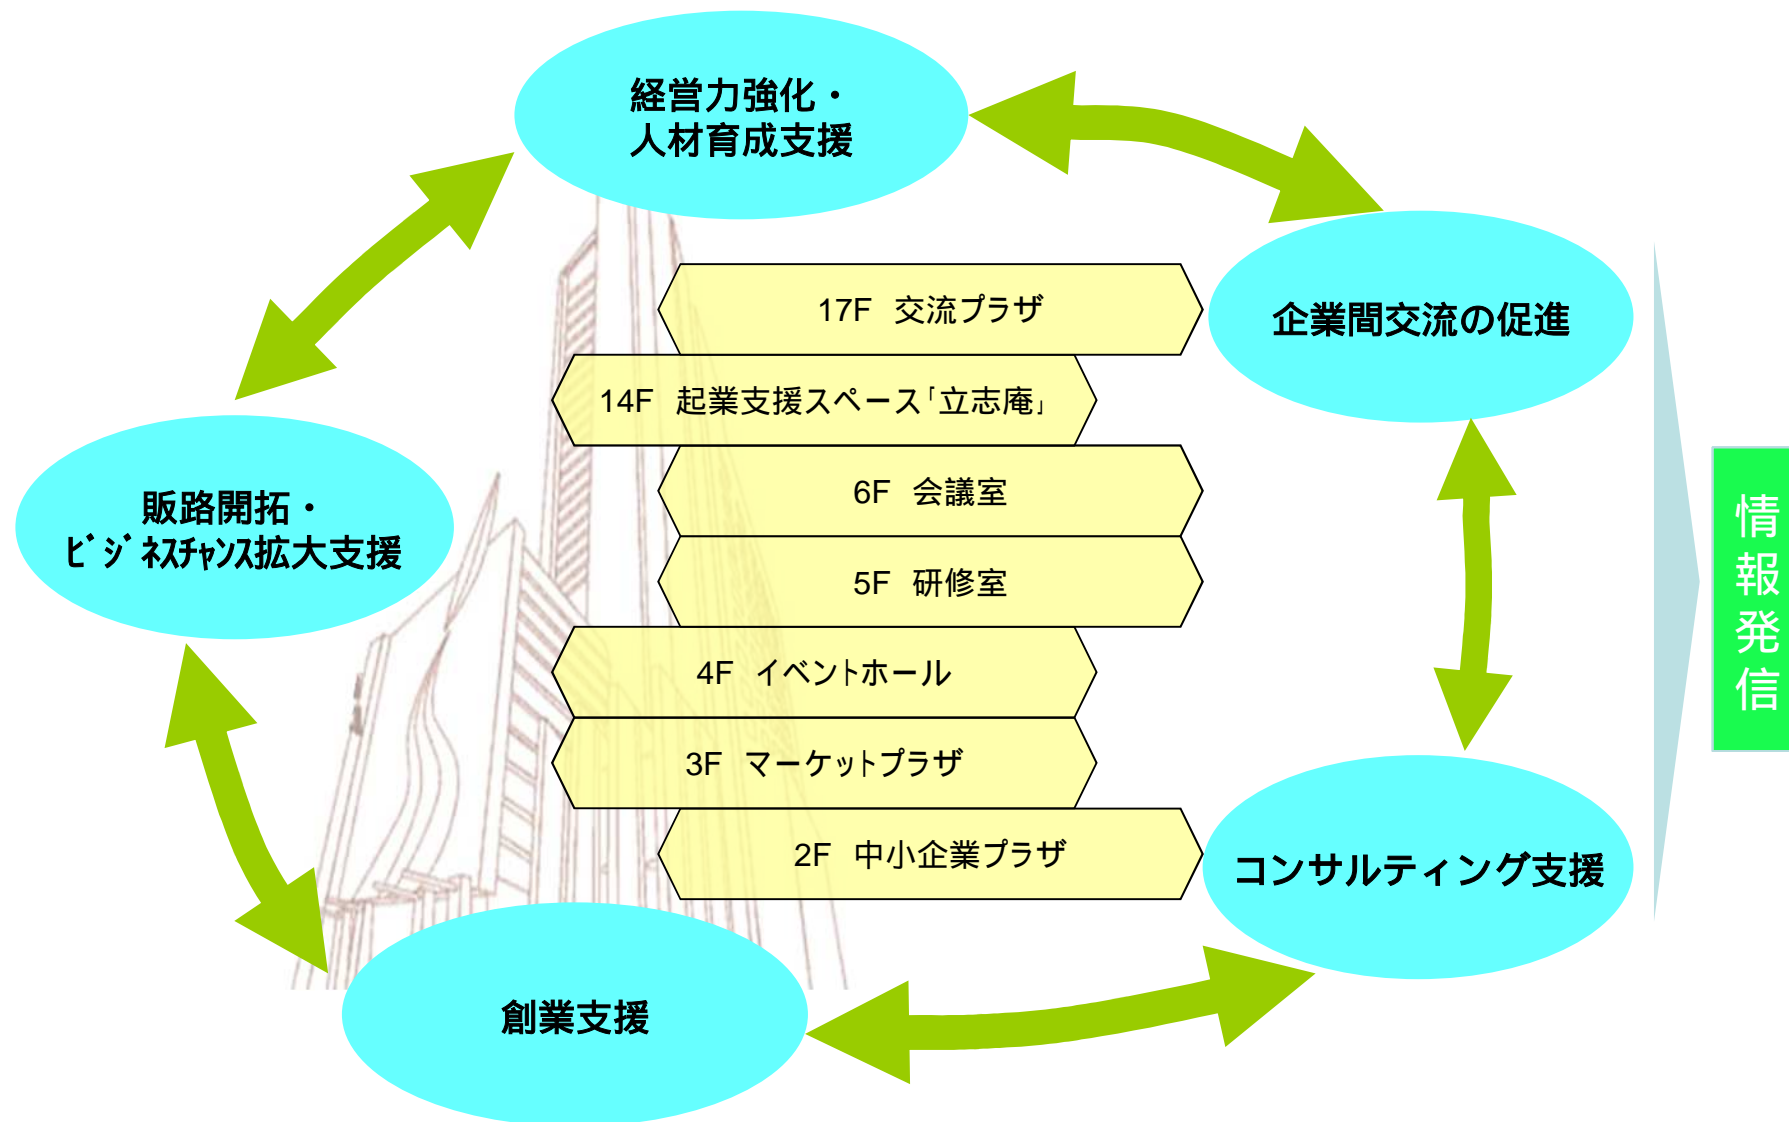 経営力強化・
人材育成支援
17F 交流プラザ
企業間交流の促進
14F 起業支援スペース「立志庵」
6F 会議室
販路開拓・
ﾋﾞｼﾞﾈｽﾁｬﾝｽ拡大支援
5F 研修室
情報発信
4F イベントホール
3F マーケットプラザ
2F 中小企業プラザ
コンサルティング支援
創業支援